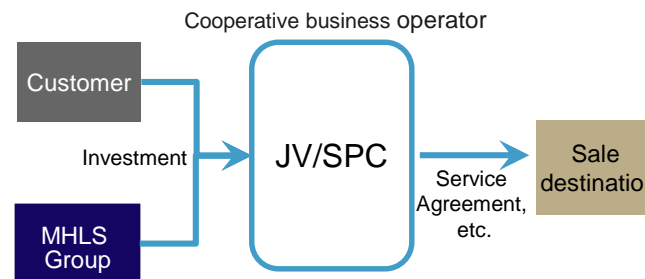 Cooperative business operator
Customer
Investment
MHLS
Group
JV/SPC
Service
Agreement,
etc.
Sale
destinatio